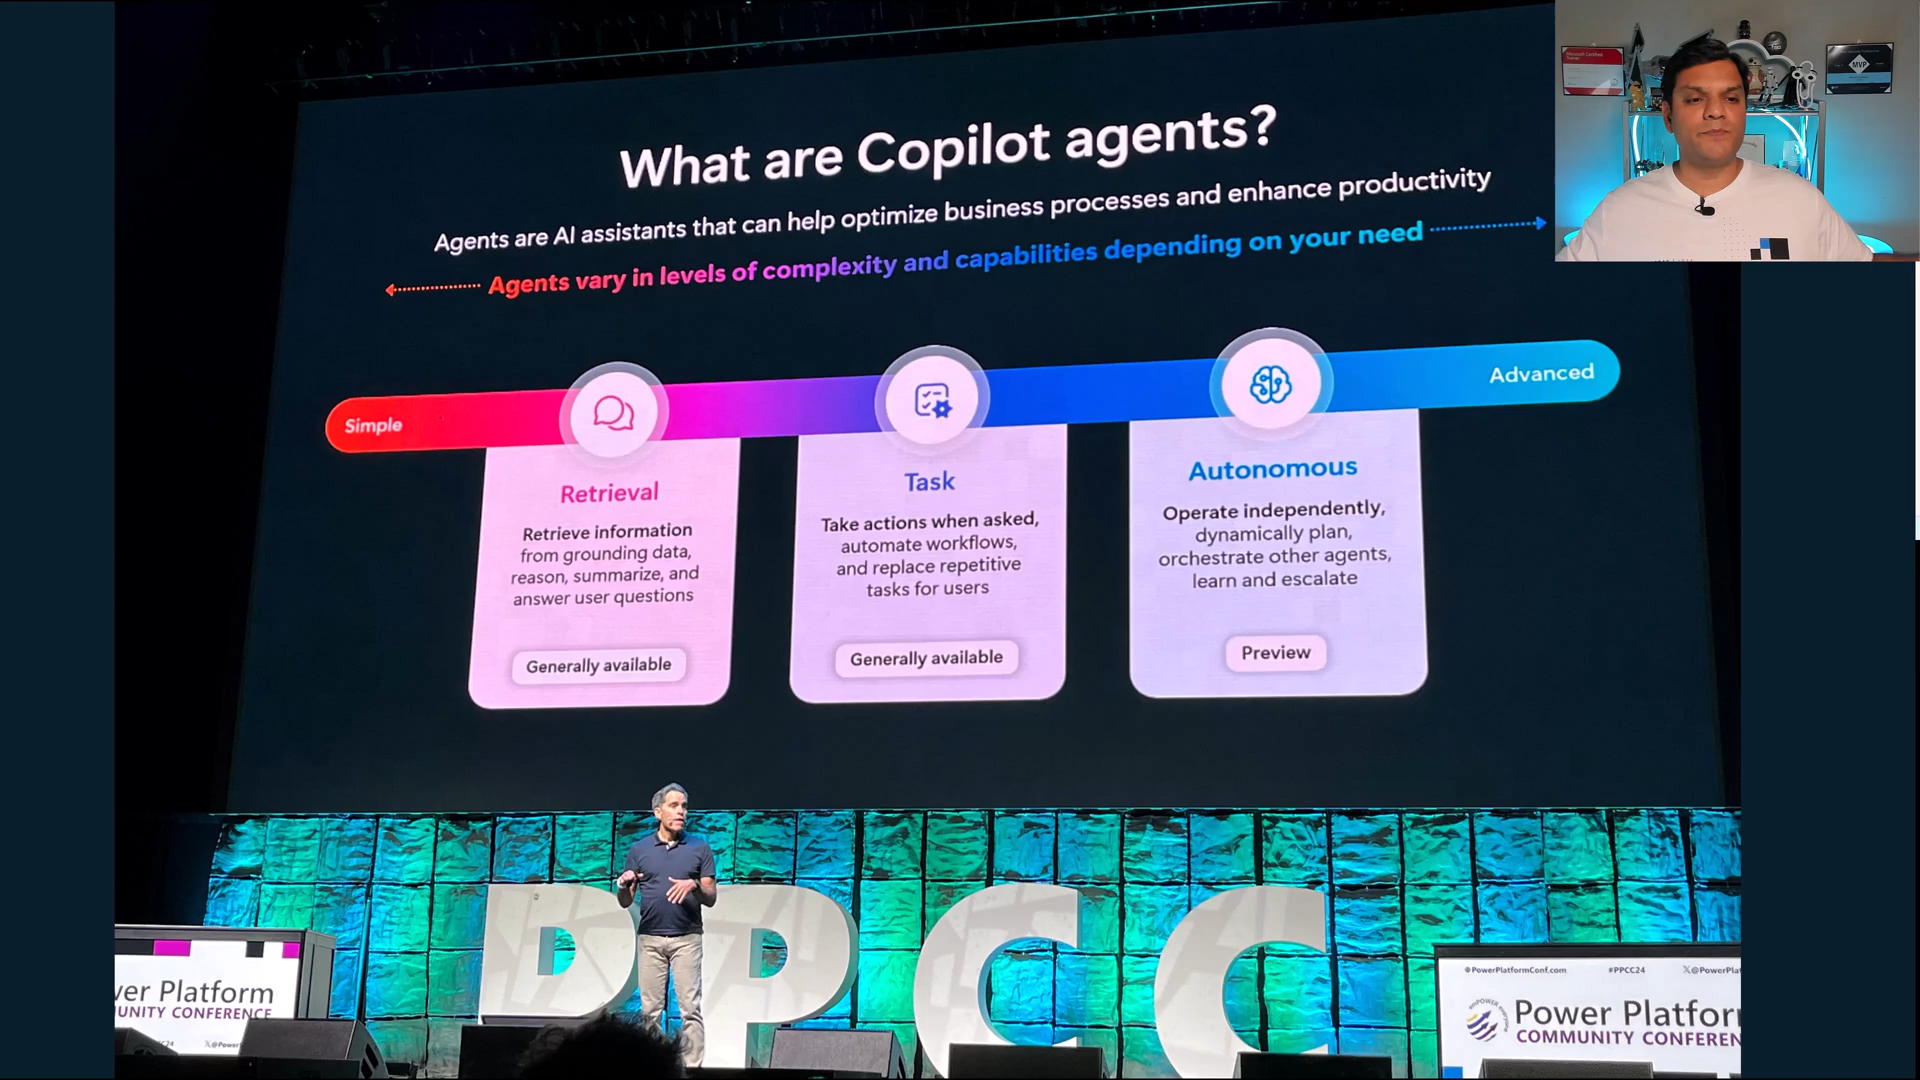 What are Copilot agents?
Agents are AI assistants that can help optimize business processes and enhance productivity
Agents vary in levels of complexity and capabilities depending on your need
Simple
Advanced
Retrieval
Retrieve information
from grounding data,
reason, summarize, and
answer user questions
Generally available
Task
Take actions when asked,
automate workflows,
and replace repetitive
tasks for users
Generally available
Autonomous
Operate independently,
dynamically plan,
orchestrate other agents,
learn and escalate
Preview
MVP
PPCC
ver Platform
UNITY CONFERENCE
@PowerPlatformConf.com
#PPCC24
@PowerPla
Power Platfor
COMMUNITY CONFEREN